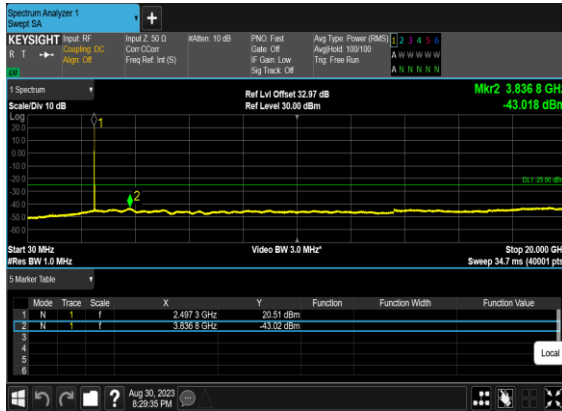 Spectrum Analyzer 1
Swept SA
+
KEYSIGHT Input: RF Input Z: 50 Ω #Atten: 10 dB PNO: Fast Avg Type: Power (RMS) 1 2 3 4 5 6
R T Coupling: DC Corr CCorr Gate: Off Avg|Hold: 100/100 A W W W W W
Align: Off Freq Ref: Int (S) IF Gain: Low Trig: Free Run
Sig Track: Off A N N N N N
1 Spectrum
Scale/Div 10 dB
Ref Lvl Offset 32.97 dB
Ref Level 30.00 dBm
Mkr2 3.836 8 GHz
-43.018 dBm
Log
20.0
10.0
0.00
-10.0
-20.0
-30.0
-40.0
-50.0
-60.0
1
2
DL1 -25.00 dB
Start 30 MHz Video BW 3.0 MHz* Stop 20.000 GH
#Res BW 1.0 MHz Sweep 34.7 ms (40001 pts
5 Marker Table
Mode Trace Scale X Y Function Function Width Function Value
1 N 1 f 2.497 3 GHz 20.51 dBm
2 N 1 f 3.836 8 GHz -43.02 dBm
3
4
5
6
Local
? Aug 30, 2023
8:29:35 PM